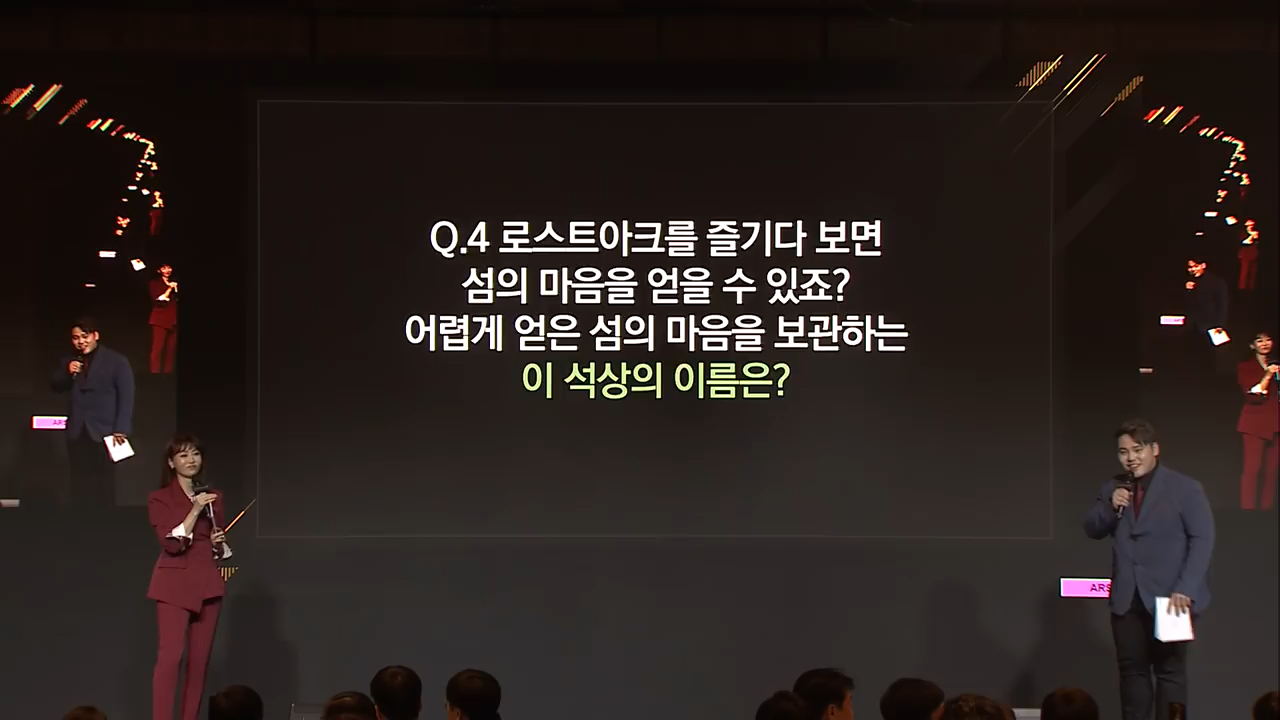 Q.4 로스트아크를 즐기다 보면
섬의 마음을 얻을 수 있죠?
어렵게 얻은 섬의 마음을 보관하는
이 석상의 이름은?
ARS